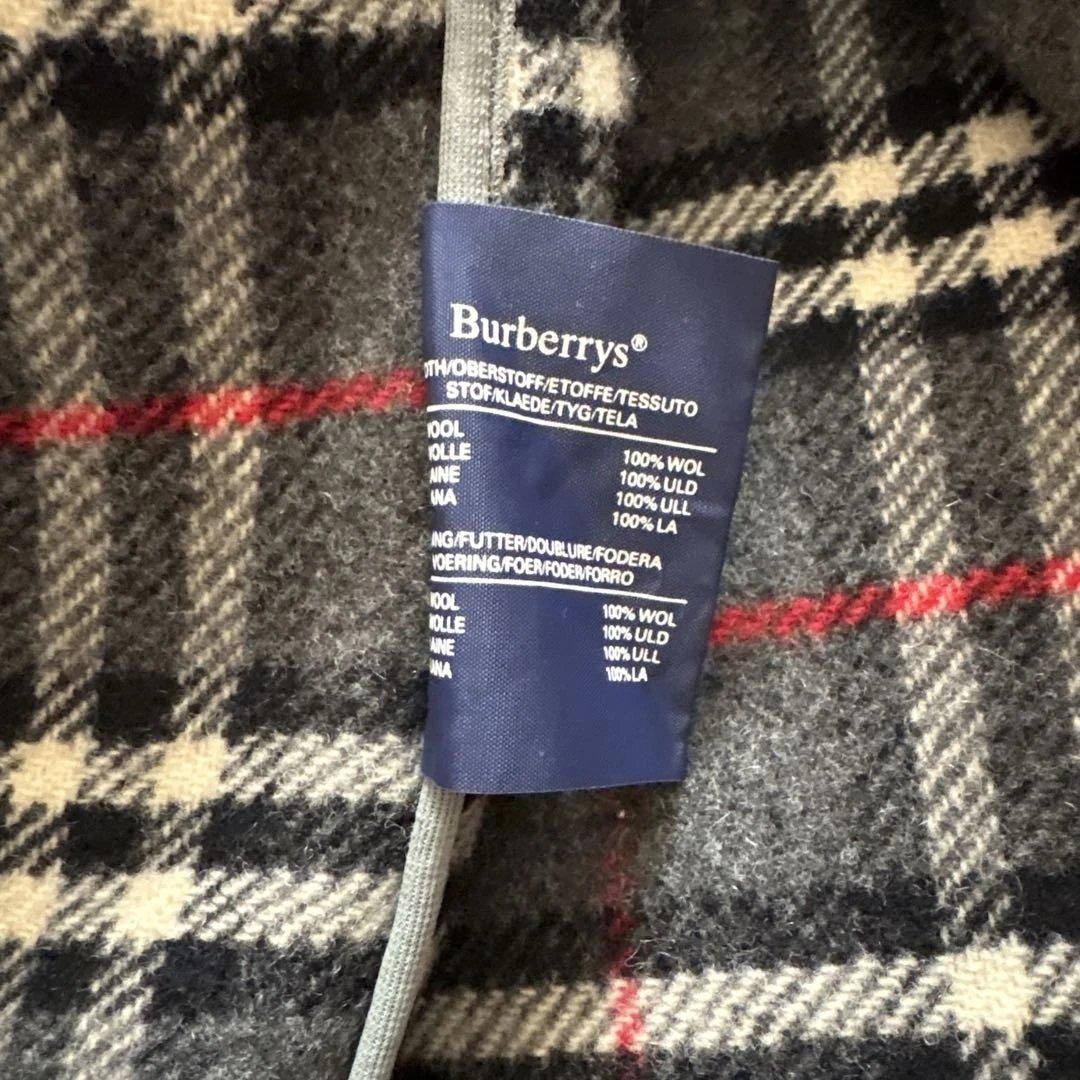 Burberrys®
OTH/OBERSTOFF/ETOFFE/TESSUTO
STOF/KLAEDE/TYG/TELA
OOL
OLLE 100% WOL
AINE 100% ULD
ANA 100% ULL
100% LA
NG/FUTTER/DOUBLURE/FODERA
VOERING/FOER/FODER/FORRO
OOL 100% WOL
OLLE 100% ULD
AINE 100% ULL
ANA 100% LA